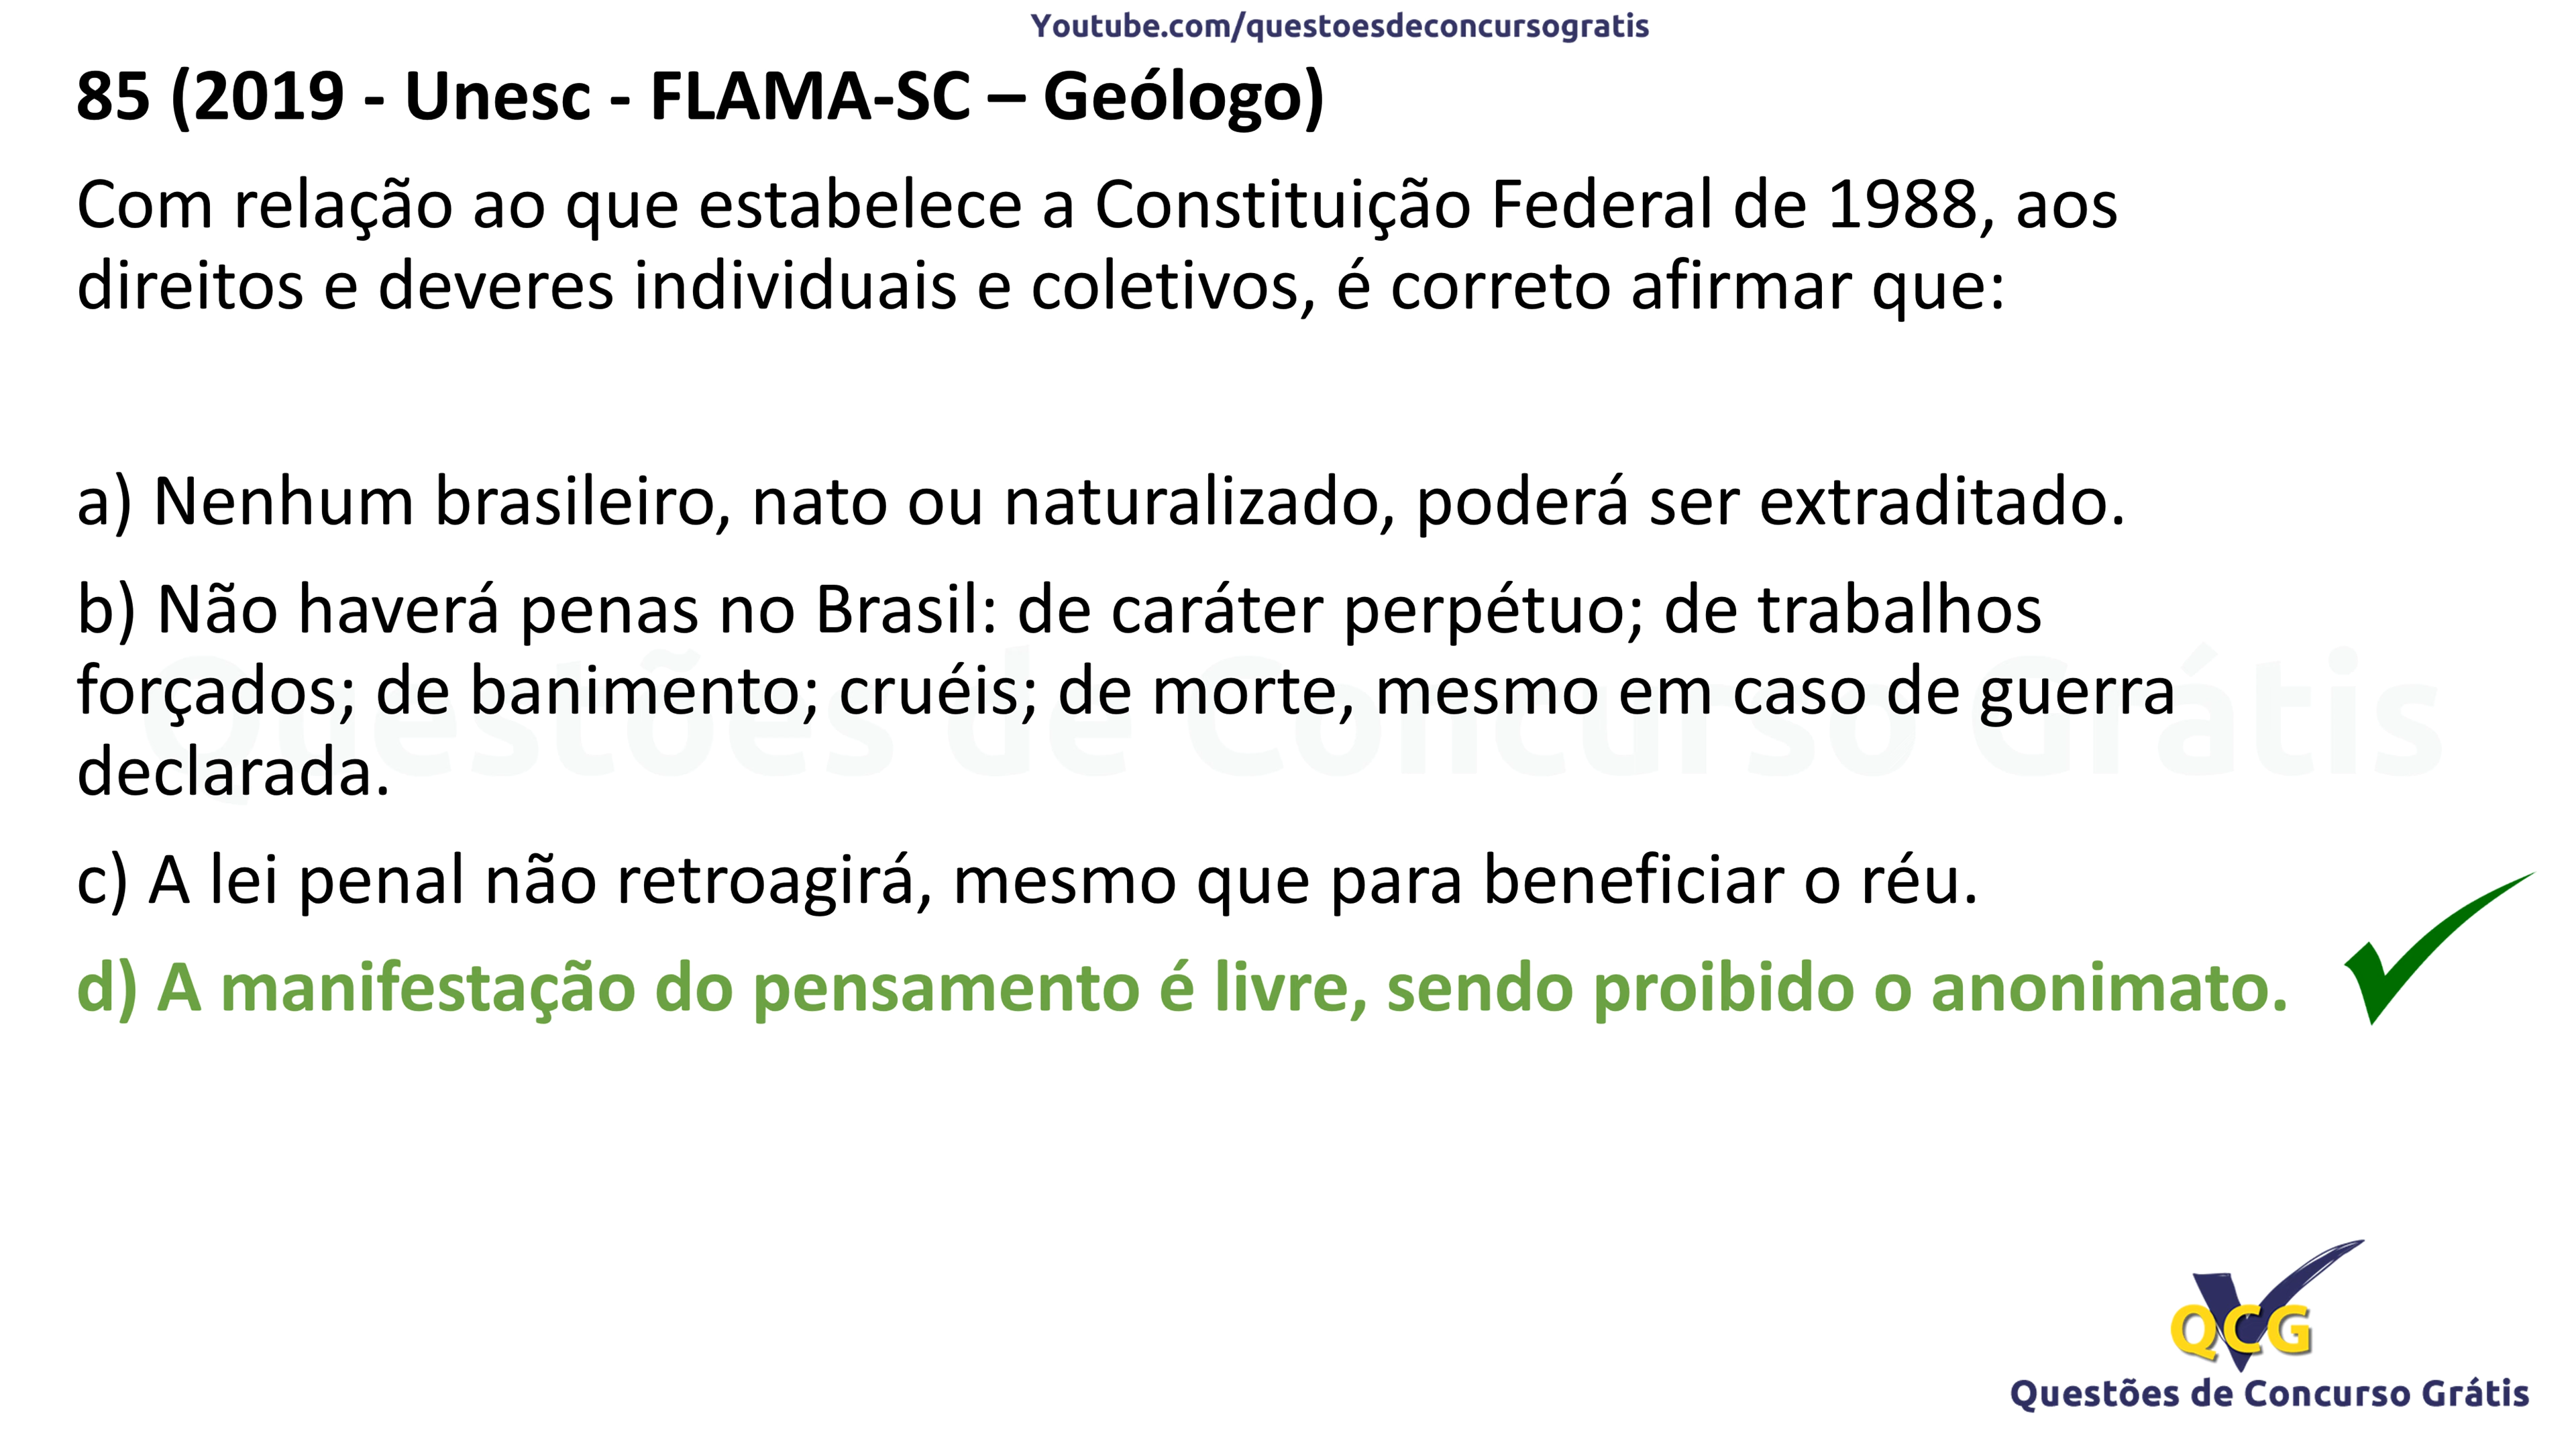 Youtube.com/questoesdeconcursogratis
85 (2019 - Unesc - FLAMA-SC – Geólogo)
Com relação ao que estabelece a Constituição Federal de 1988, aos
direitos e deveres individuais e coletivos, é correto afirmar que:
a) Nenhum brasileiro, nato ou naturalizado, poderá ser extraditado.
b) Não haverá penas no Brasil: de caráter perpétuo; de trabalhos
forçados; de banimento; cruéis; de morte, mesmo em caso de guerra
declarada.
Questões de Concurso Grátis
c) A lei penal não retroagirá, mesmo que para beneficiar o réu.
d) A manifestação do pensamento é livre, sendo proibido o anonimato.
QCG
Questões de Concurso Grátis